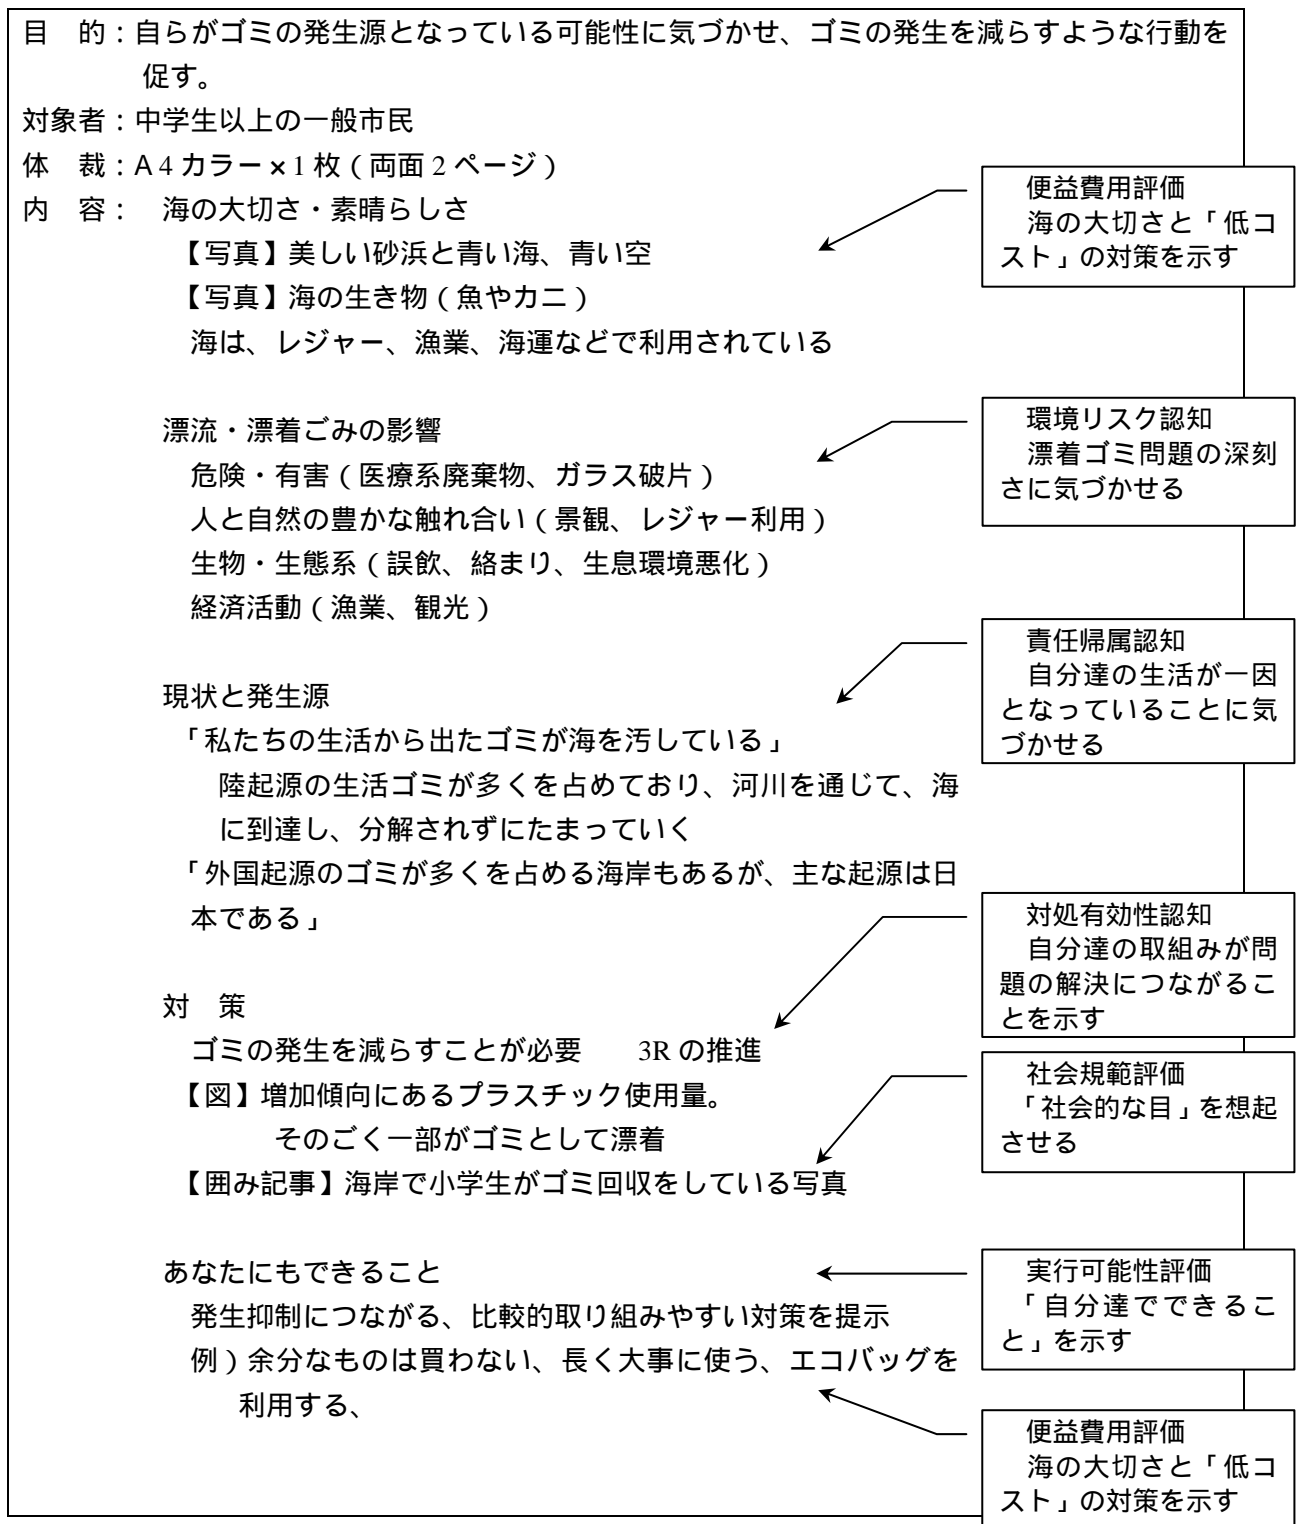 目　的：自らがゴミの発生源となっている可能性に気づかせ、ゴミの発生を減らすような行動を
促す。
対象者：中学生以上の一般市民
体　裁：A４カラー×1枚（両面2ページ）
内　容：　海の大切さ・素晴らしさ
【写真】美しい砂浜と青い海、青い空
【写真】海の生き物（魚やカニ）
海は、レジャー、漁業、海運などで利用されている
便益費用評価
海の大切さと「低コ
スト」の対策を示す
漂流・漂着ごみの影響
危険・有害（医療系廃棄物、ガラス破片）
人と自然の豊かな触れ合い（景観、レジャー利用）
生物・生態系（誤飲、絡まり、生息環境悪化）
経済活動（漁業、観光）
環境リスク認知
漂着ゴミ問題の深刻
さに気づかせる
現状と発生源
「私たちの生活から出たゴミが海を汚している」
陸起源の生活ゴミが多くを占めており、河川を通じて、海
に到達し、分解されずにたまっていく
「外国起源のゴミが多くを占める海岸もあるが、主な起源は日
本である」
責任帰属認知
自分達の生活が一因
となっていることに気
づかせる
対　策
ゴミの発生を減らすことが必要　　3Rの推進
【図】増加傾向にあるプラスチック使用量。
そのごく一部がゴミとして漂着
【囲み記事】海岸で小学生がゴミ回収をしている写真
対処有効性認知
自分達の取組みが問
題の解決につながるこ
とを示す
社会規範評価
「社会的な目」を想起
させる
あなたにもできること
発生抑制につながる、比較的取り組みやすい対策を提示
例）余分なものは買わない、長く大事に使う、エコバッグを
利用する、
実行可能性評価
「自分達でできるこ
と」を示す
便益費用評価
海の大切さと「低コ
スト」の対策を示す